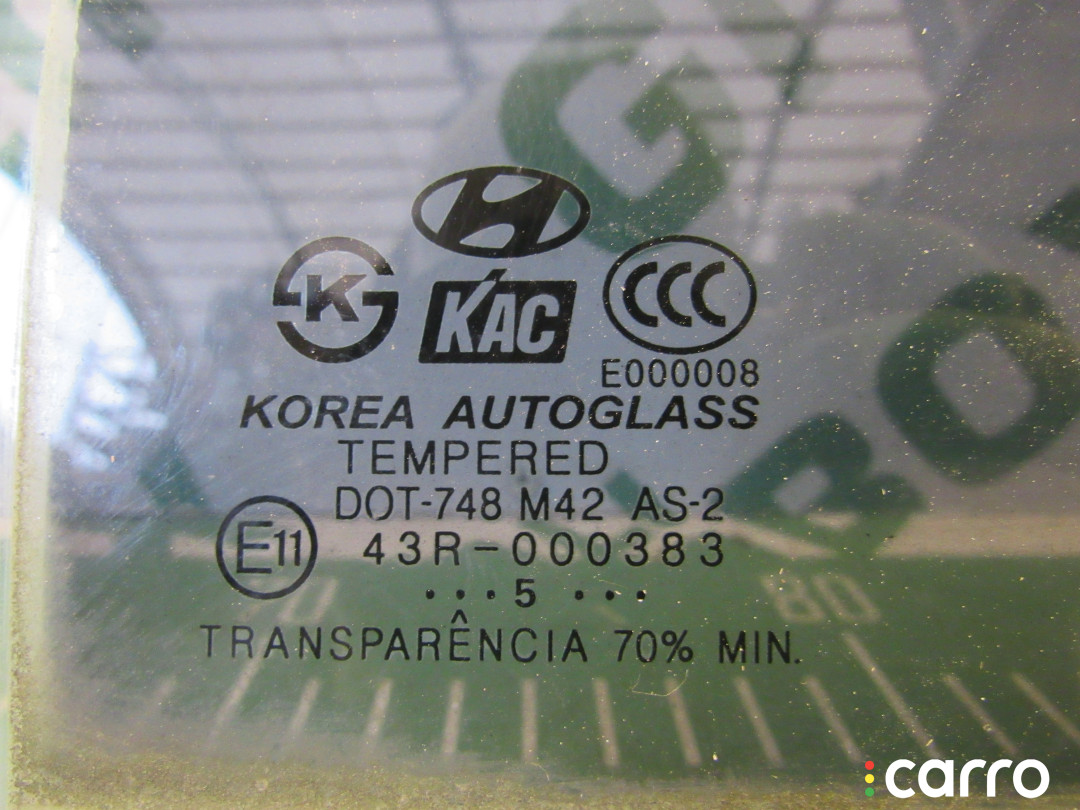 K
KAC
CCC
E000008
KOREA AUTOGLASS
TEMPERED
DOT-748 M42 AS-2
E11 43R-000383
•••5•••
TRANSPARÊNCIA 70% MIN.
80
carro